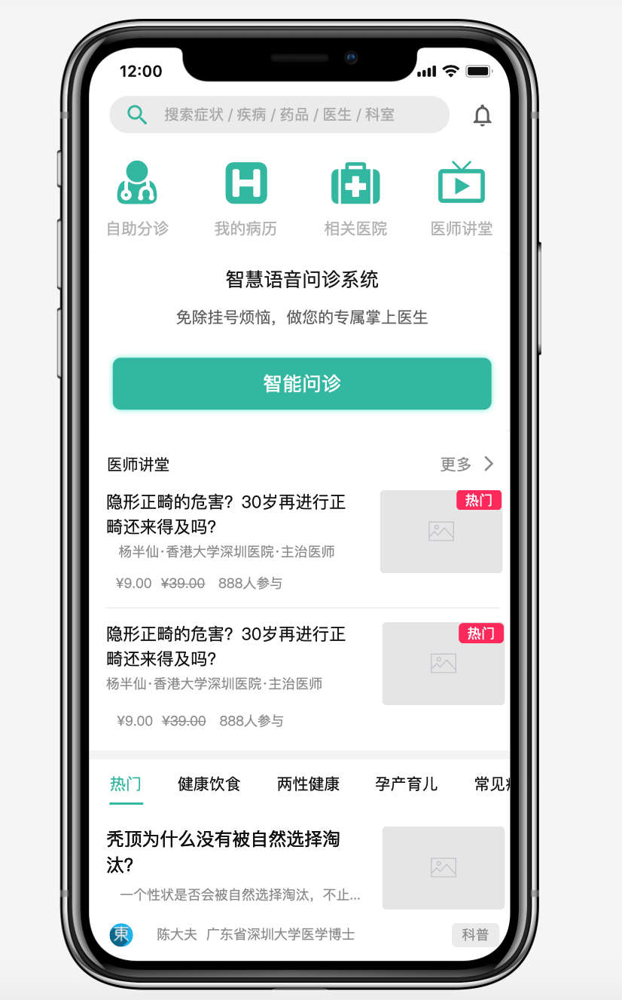 12:00
搜索症状 / 疾病 / 药品 / 医生 / 科室
自助分诊 我的病历 相关医院 医师讲堂
智慧语音问诊系统
免除挂号烦恼，做您的专属掌上医生
智能问诊
医师讲堂 更多
隐形正畸的危害？30岁再进行正
畸还来得及吗?
热门
杨半仙·香港大学深圳医院·主治医师
¥9.00 ¥39.00 888人参与
隐形正畸的危害？30岁再进行正
畸还来得及吗?
热门
杨半仙·香港大学深圳医院·主治医师
¥9.00 ¥39.00 888人参与
热门 健康饮食 两性健康 孕产育儿 常见
秃顶为什么没有被自然选择淘
汰?
一个性状是否会被自然选择淘汰，不止...
東 陈大夫 广东省深圳大学医学博士 科普